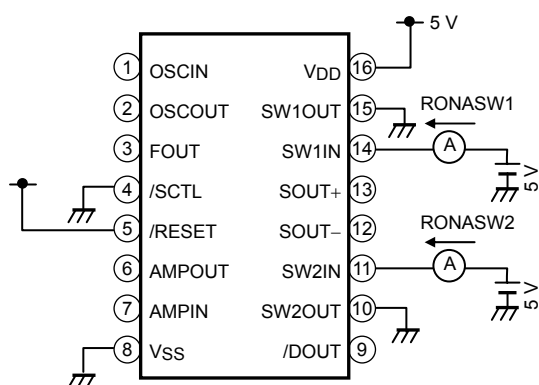 5 V
1 OSCIN
VDD 16
2 OSCOUT
SW1OUT 15
RONASW1
3 FOUT
SW1IN 14
A
5 V
4 /SCTL
SOUT+ 13
5 /RESET
SOUT− 12
RONASW2
6 AMPOUT
SW2IN 11
A
5 V
7 AMPIN
SW2OUT 10
8 VSS
/DOUT 9